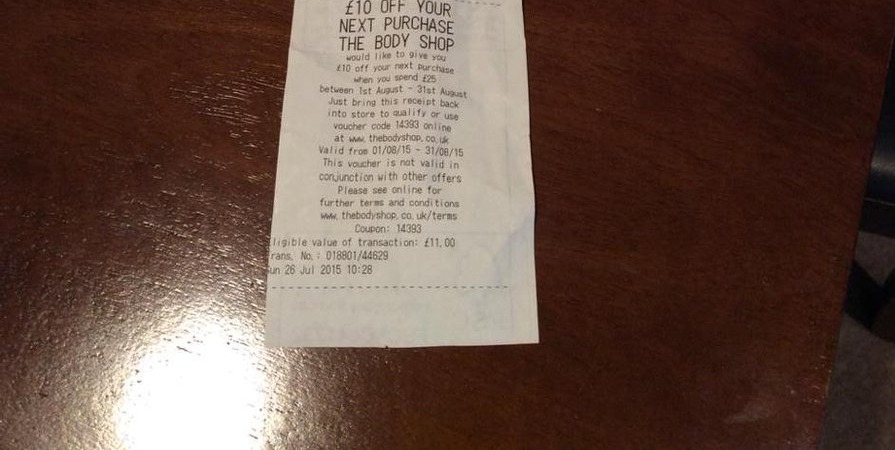 £10 OFF YOUR
NEXT PURCHASE
THE BODY SHOP
would like to give you
£10 off your next purchase
when you spend £25
between 1st August - 31st August
Just bring this receipt back
into store to qualify or use
voucher code 14393 online
at www.thebodyshop.co.uk
Valid from 01/08/15 - 31/08/15
This voucher is not valid in
conjunction with other offers
Please see online for
further terms and conditions
www.thebodyshop.co.uk/terms
Coupon: 14393
ligible value of transaction: £11.00
rans. No.: 018801/44629
un 26 Jul 2015 10:28